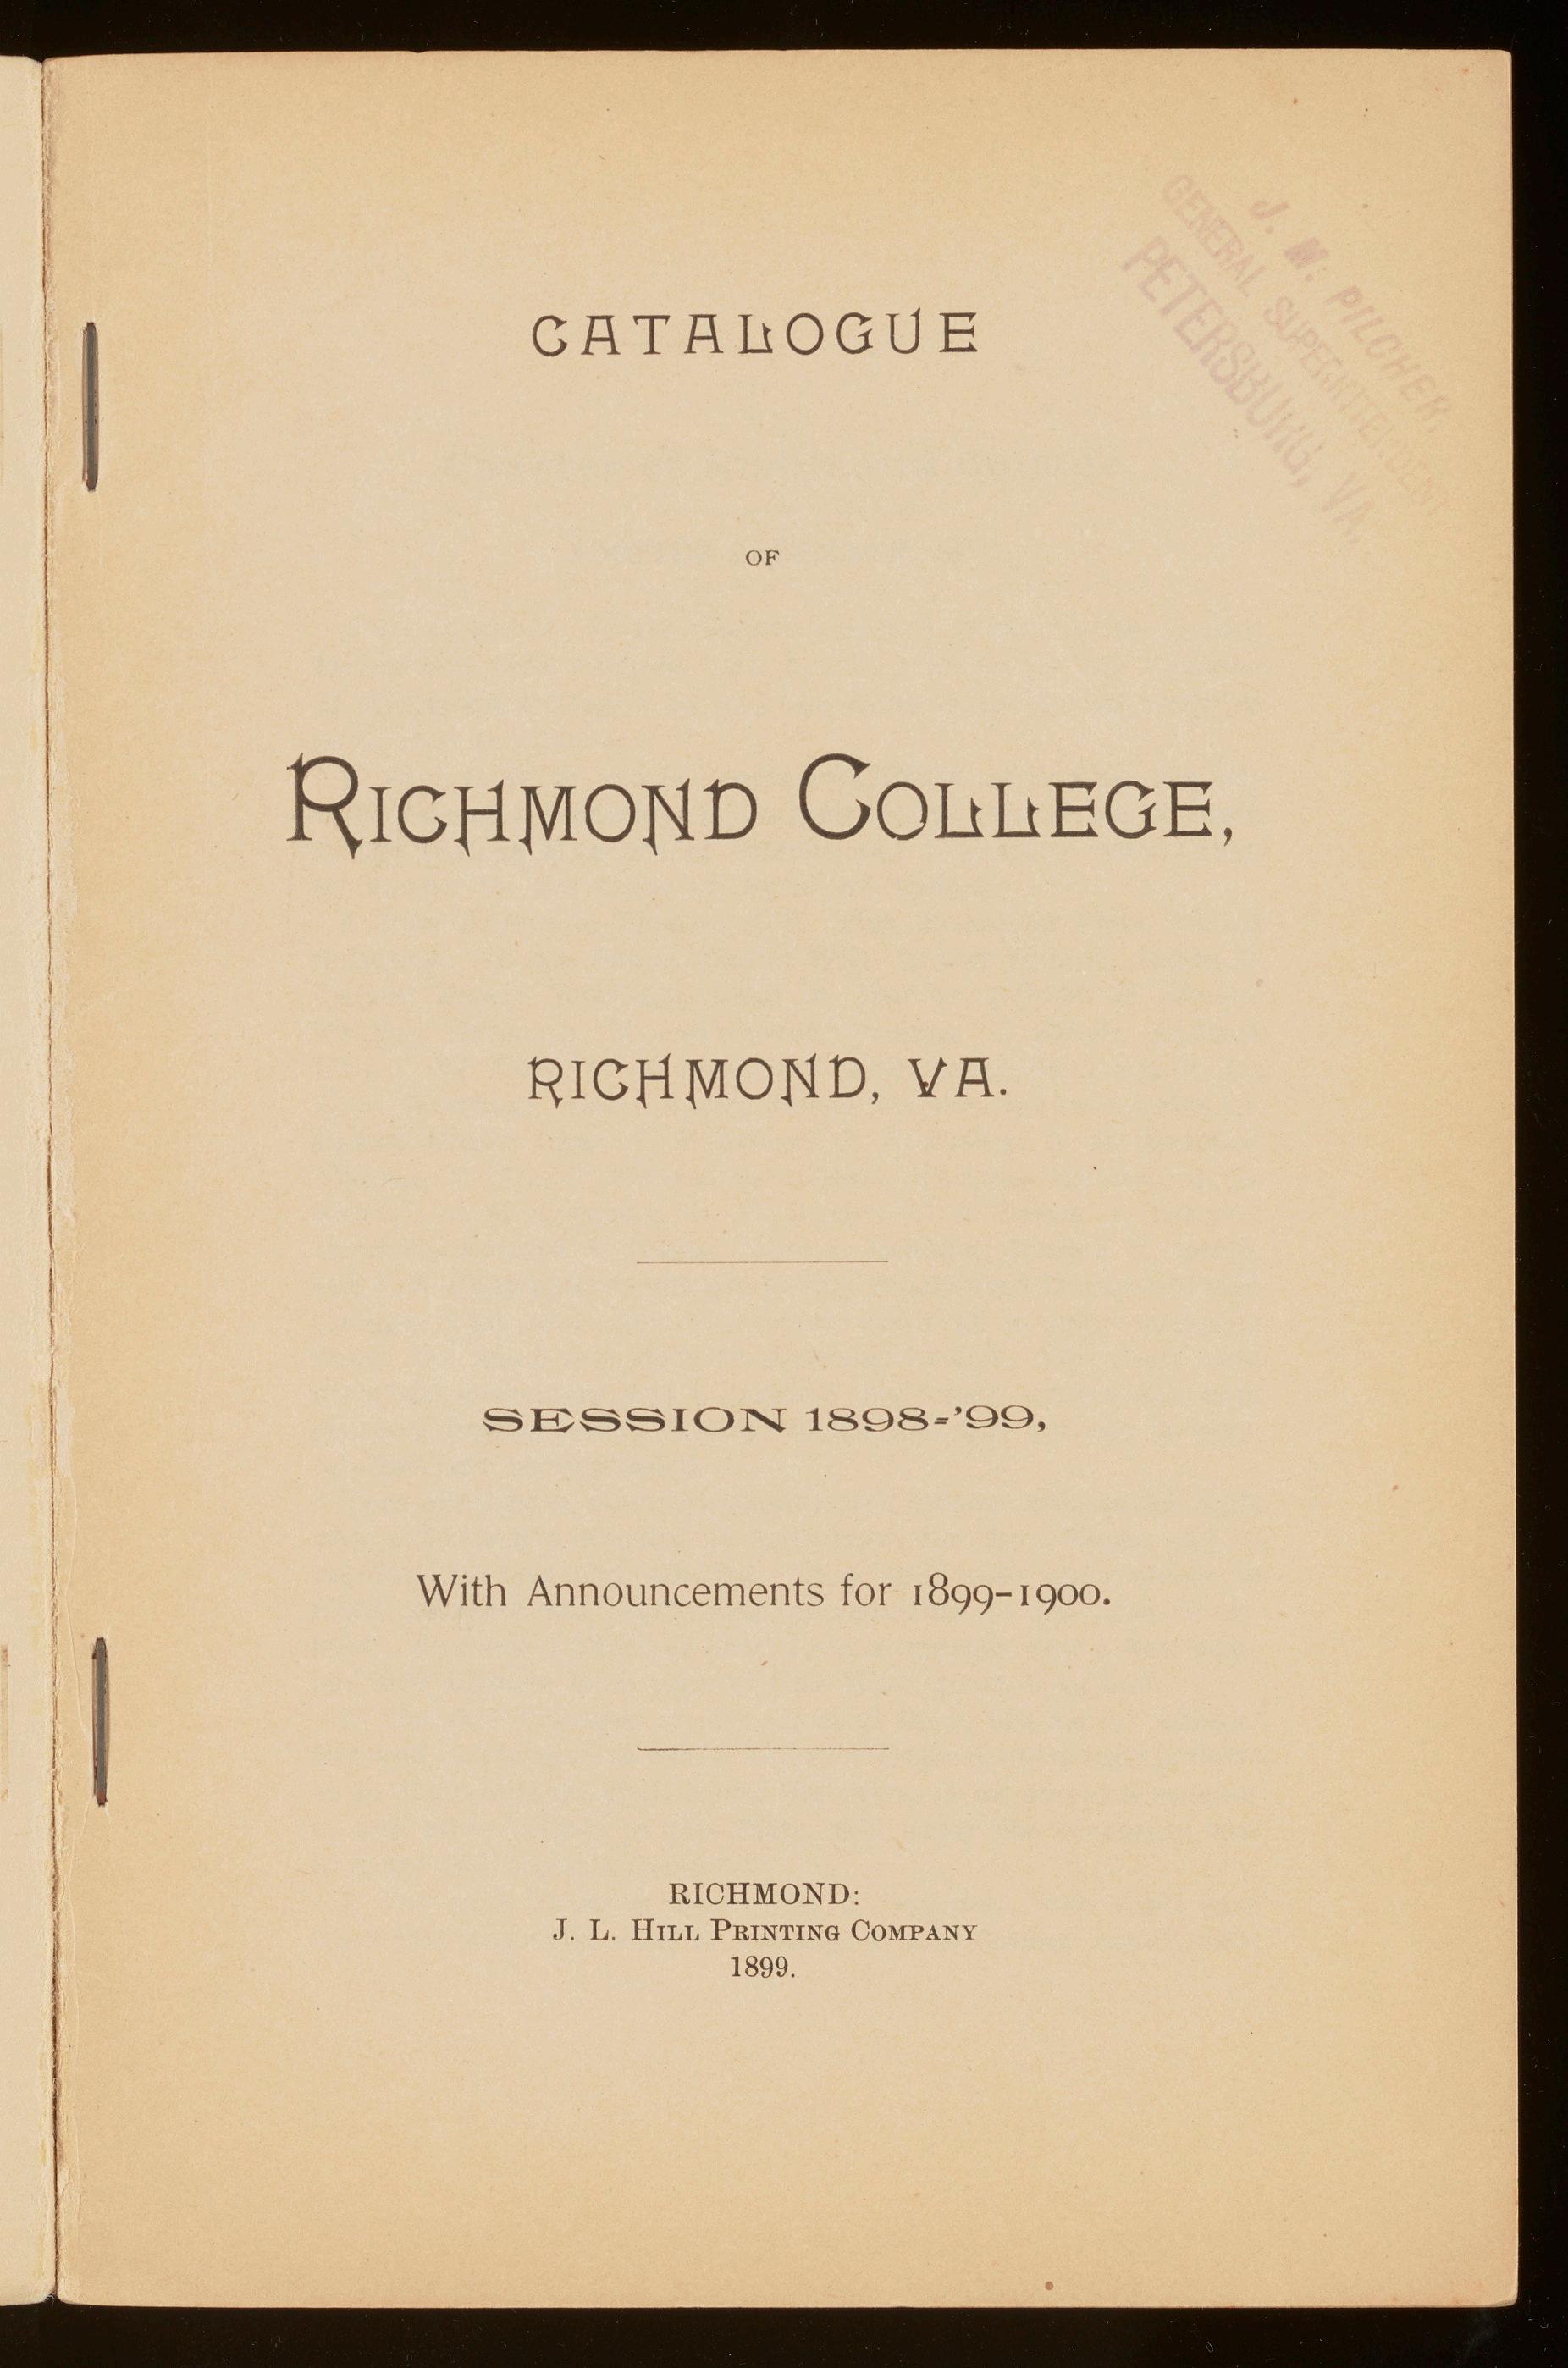 J. M. PILCHER,
GENERAL SUPERINTENDENT
PETERSBURG, VA.
CATALOGUE
OF
RICHMOND COLLEGE,
RICHMOND, VA.
SESSION 1898-'99,
With Announcements for 1899-1900.
RICHMOND:
J. L. HILL PRINTING COMPANY
1899.